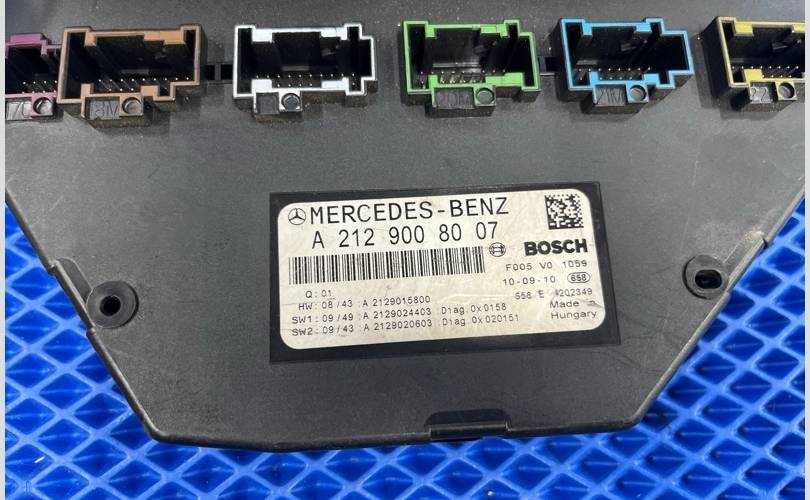 MERCEDES-BENZ
A 212 900 80 07
BOSCH
F005 V0 1059
10-09-10 658
Q: 01
HW: 08/43 :A 2129015800
SW1: 09/49 :A 2129024403 :Diag 0x0158
SW2: 09/43 :A 2129020603 :Diag 0x020151
Made in
Hungary